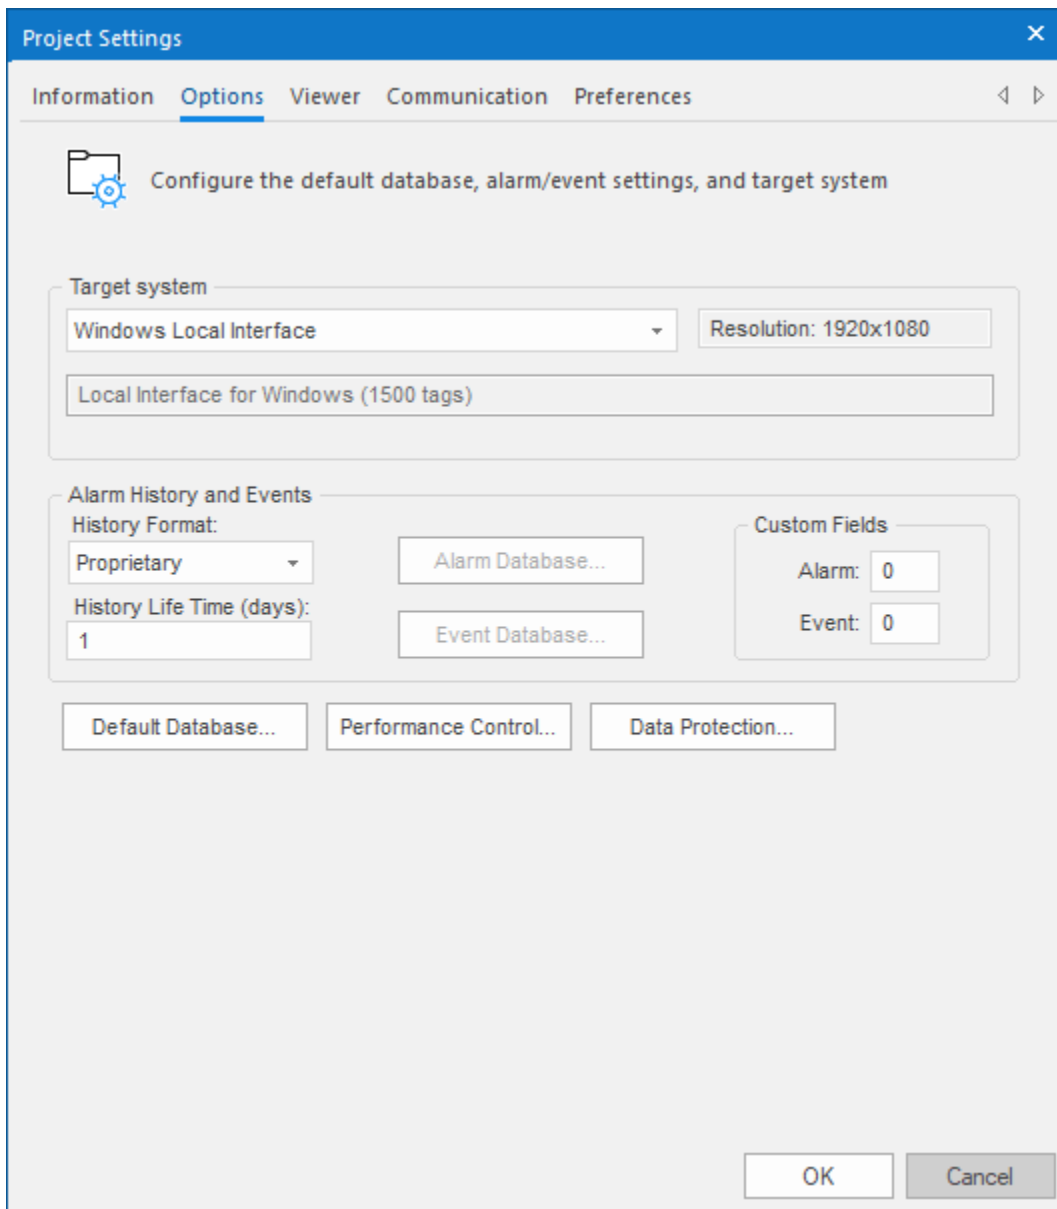 Project Settings
Information Options Viewer Communication Preferences
Configure the default database, alarm/event settings, and target system
Target system
Windows Local Interface
Resolution: 1920x1080
Local Interface for Windows (1500 tags)
Alarm History and Events
History Format:
Proprietary
Alarm Database...
History Life Time (days):
1
Event Database...
Custom Fields
Alarm: 0
Event: 0
Default Database... Performance Control... Data Protection...
OK Cancel